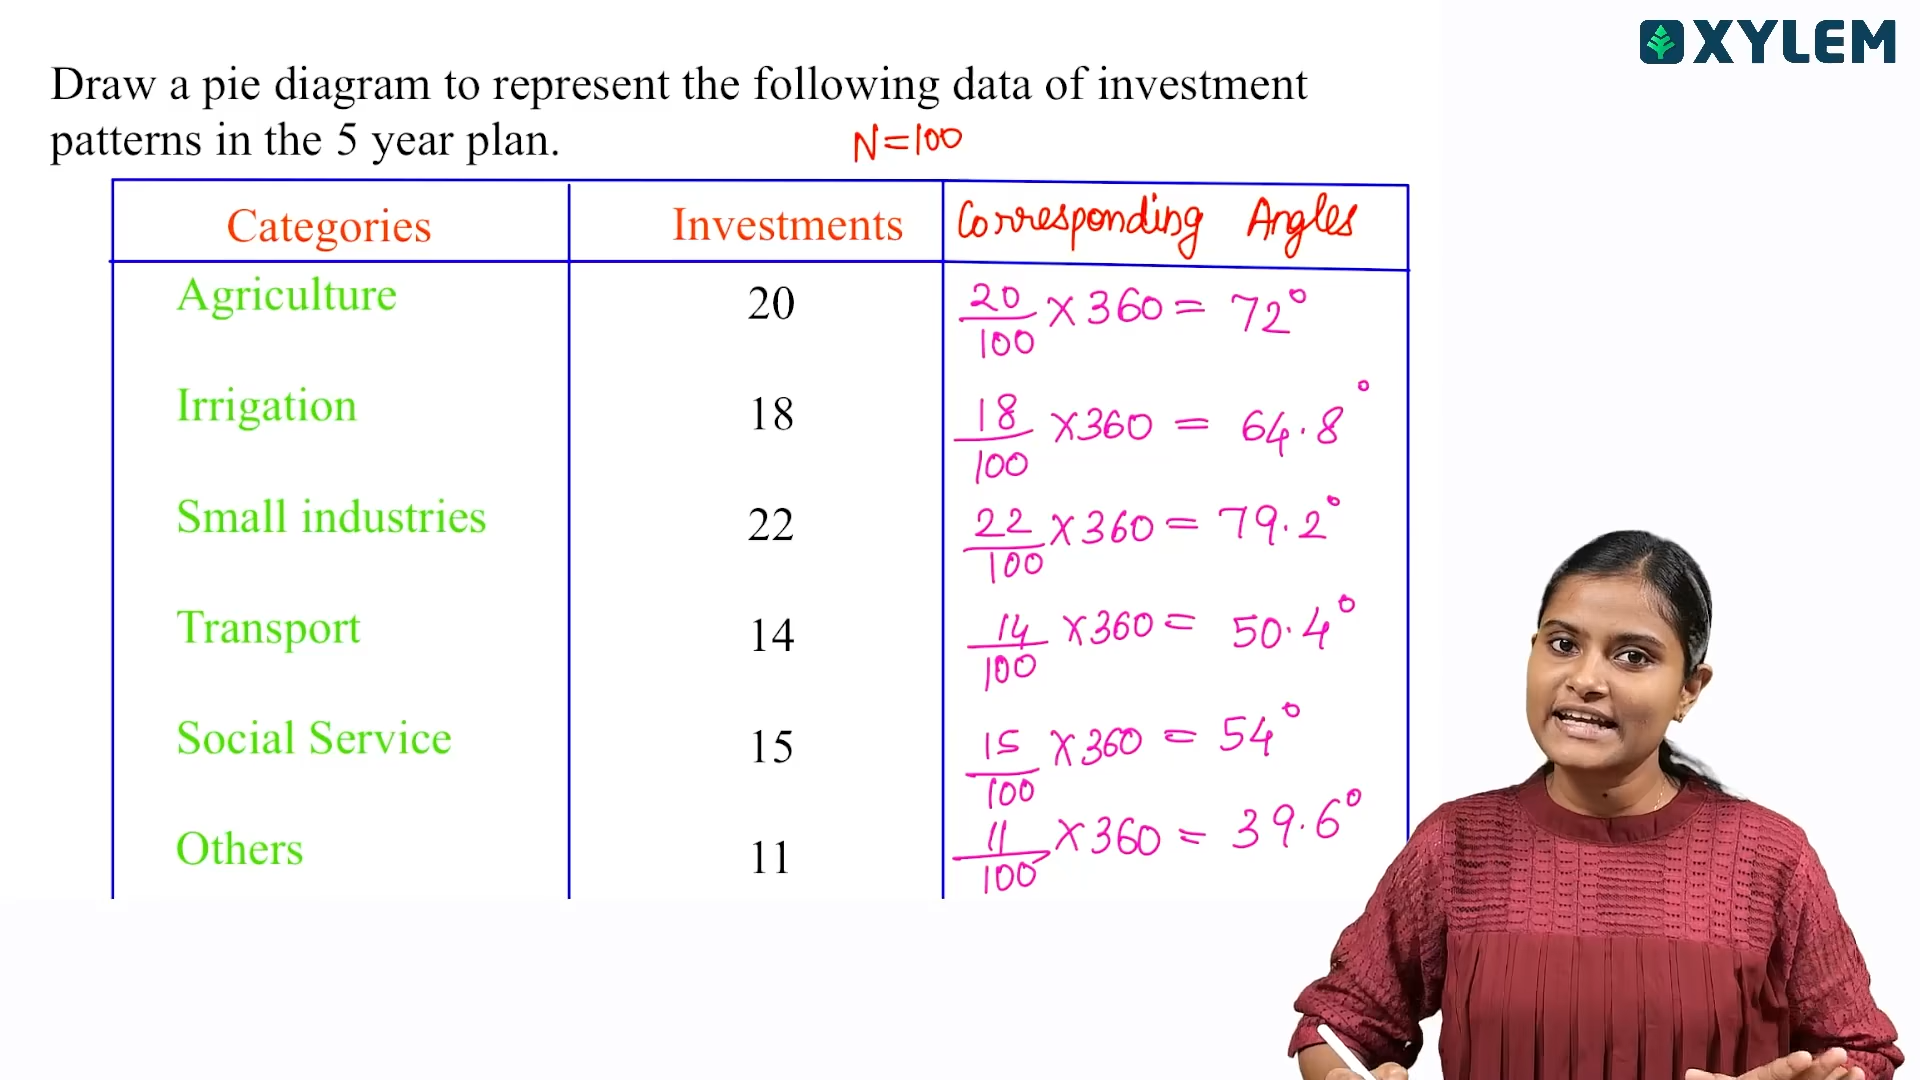 XYLEM
Draw a pie diagram to represent the following data of investment
patterns in the 5 year plan.
N=100
Categories Investments Corresponding Angles
Agriculture 20 20/100 × 360 = 72°
Irrigation 18 18/100 ×360 = 64.8°
Small industries 22 22/100 ×360 = 79.2°
Transport 14 14/100 ×360 = 50.4°
Social Service 15 15/100 ×360 = 54°
Others 11 11/100 ×360 = 39.6°